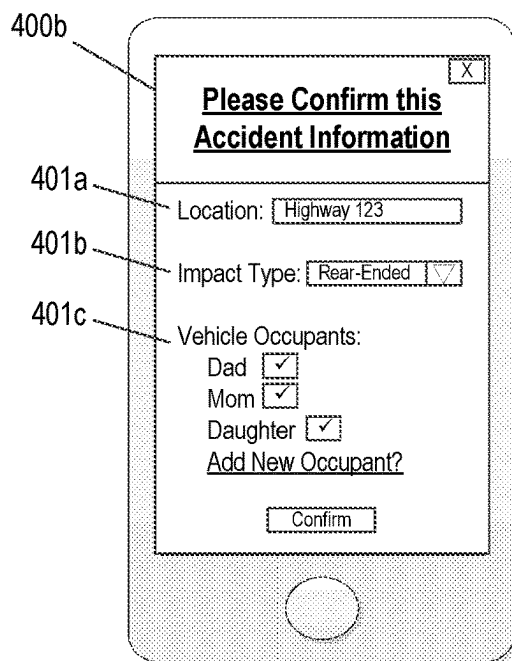 400b
X
Please Confirm this
Accident Information
401a
Location: Highway 123
401b
Impact Type: Rear-Ended
401c
Vehicle Occupants:
Dad ✓
Mom ✓
Daughter ✓
Add New Occupant?
Confirm